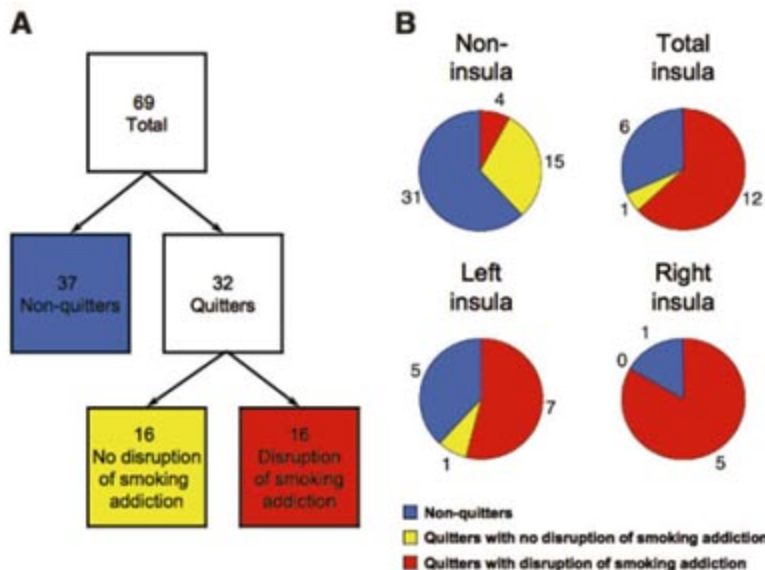 A
69
Total
37
Non-quitters
32
Quitters
16
No disruption
of smoking
addiction
16
Disruption
of smoking
addiction
B
Non-
insula
4
15
31
Total
insula
6
1
12
Left
insula
5
1
7
Right
insula
1
0
5
Non-quitters
Quitters with no disruption of smoking addiction
Quitters with disruption of smoking addiction